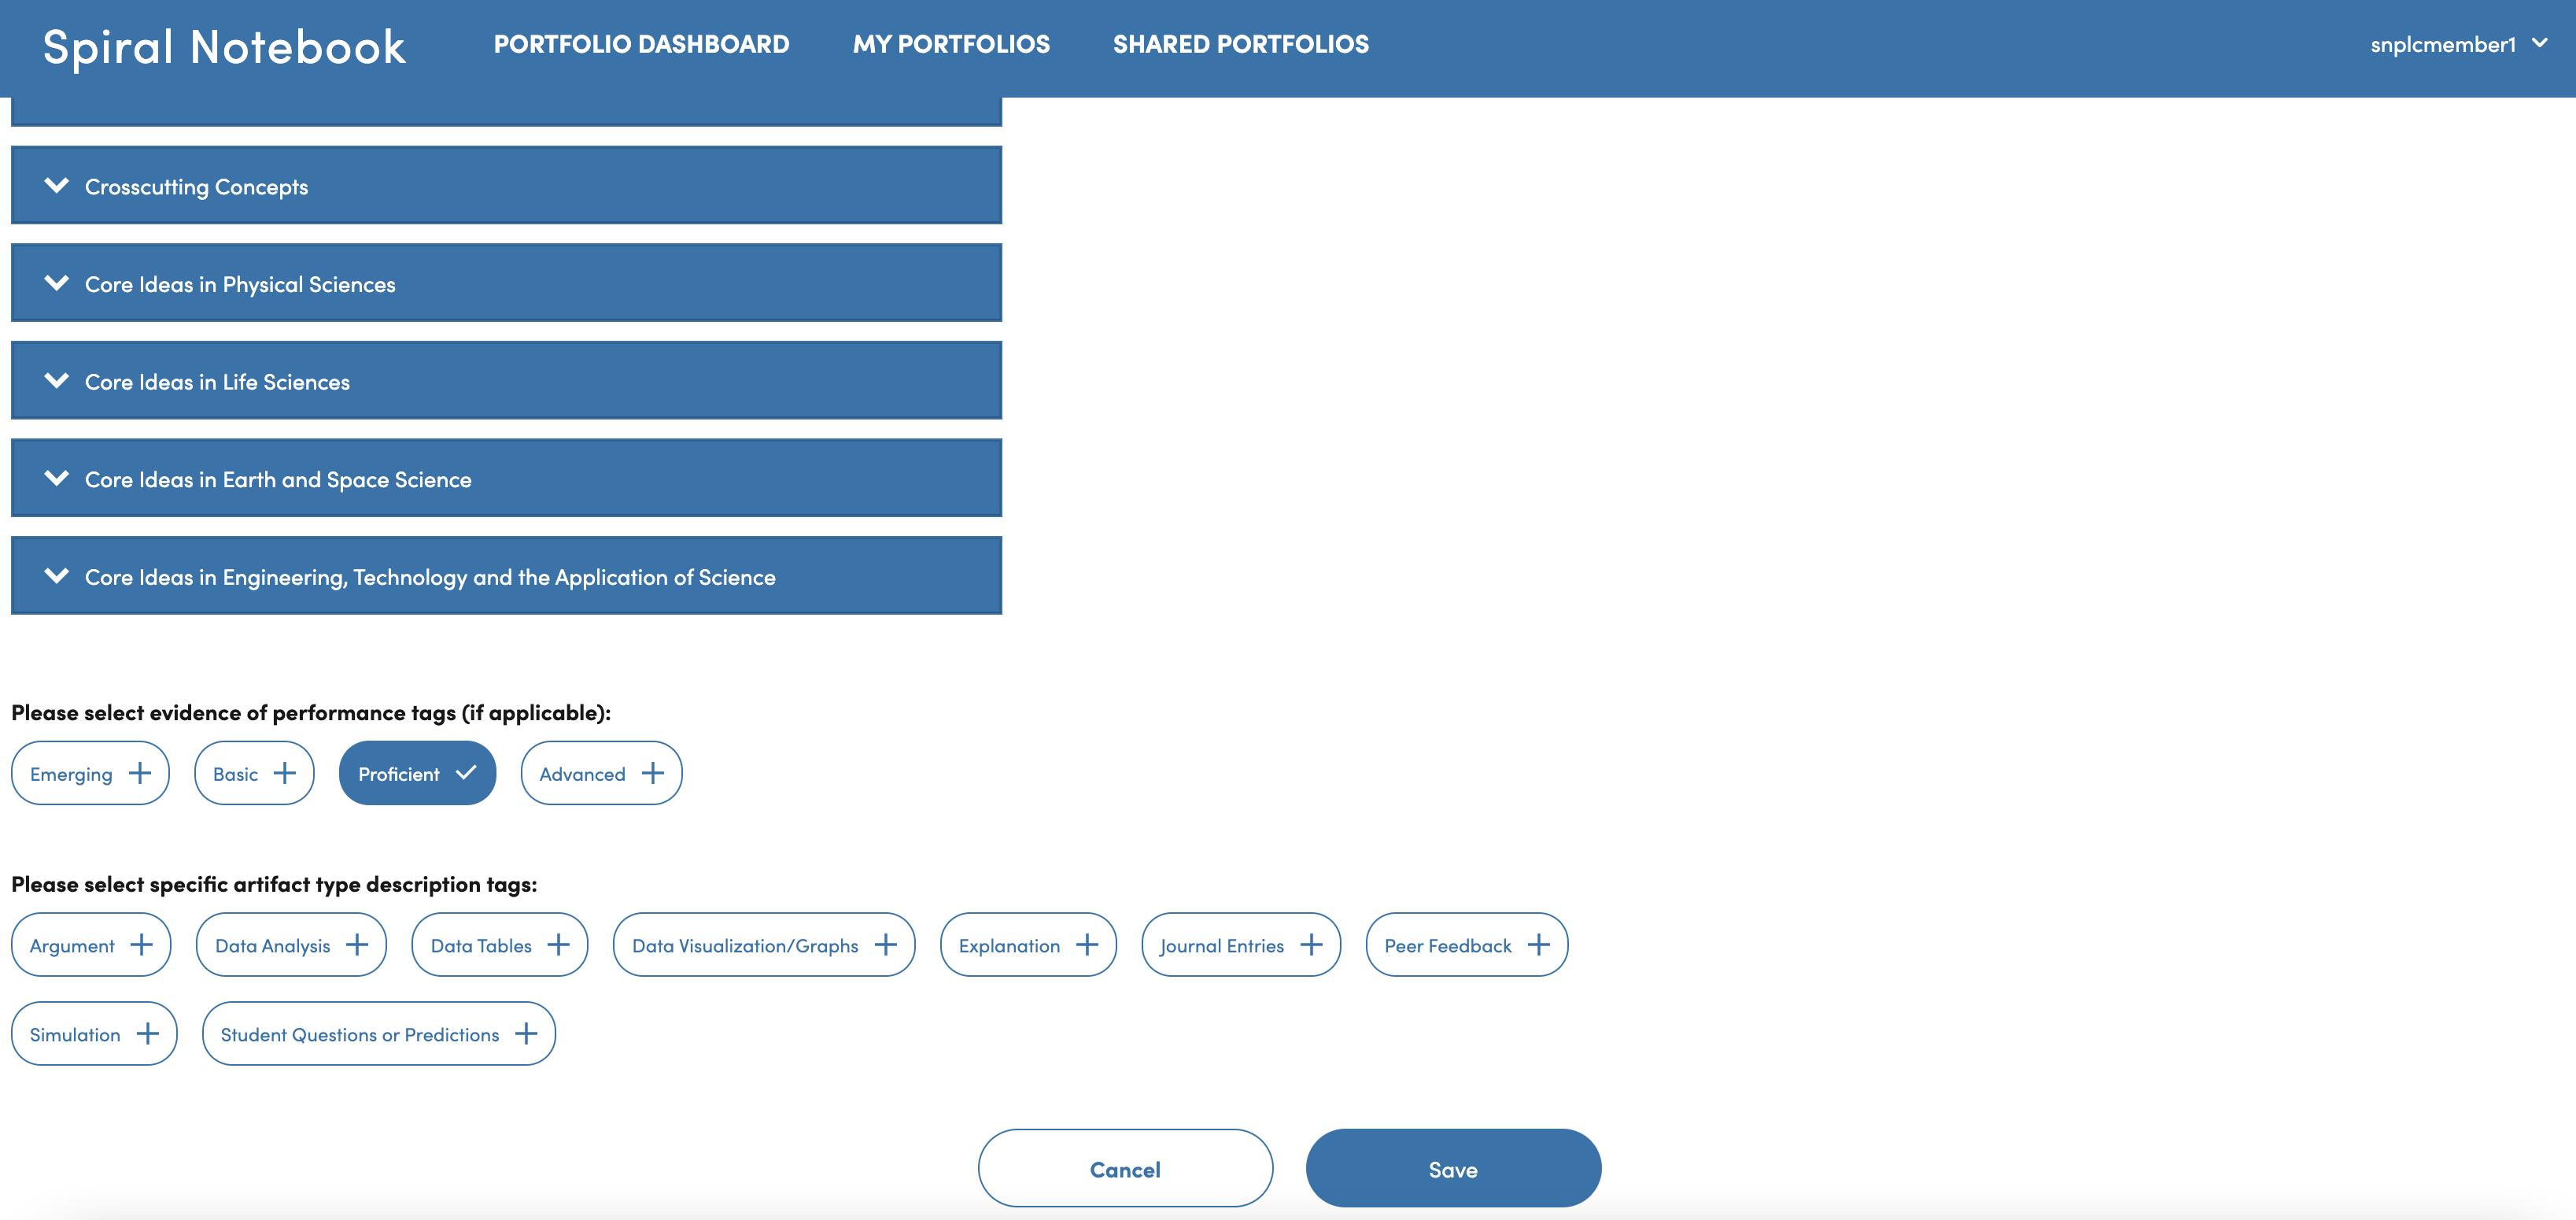 Spiral Notebook PORTFOLIO DASHBOARD MY PORTFOLIOS SHARED PORTFOLIOS snplcmember1
Crosscutting Concepts
Core Ideas in Physical Sciences
Core Ideas in Life Sciences
Core Ideas in Earth and Space Science
Core Ideas in Engineering, Technology and the Application of Science
Please select evidence of performance tags (if applicable):
Emerging Basic Proficient Advanced
Please select specific artifact type description tags:
Argument Data Analysis Data Tables Data Visualization/Graphs Explanation Journal Entries Peer Feedback
Simulation Student Questions or Predictions
Cancel Save